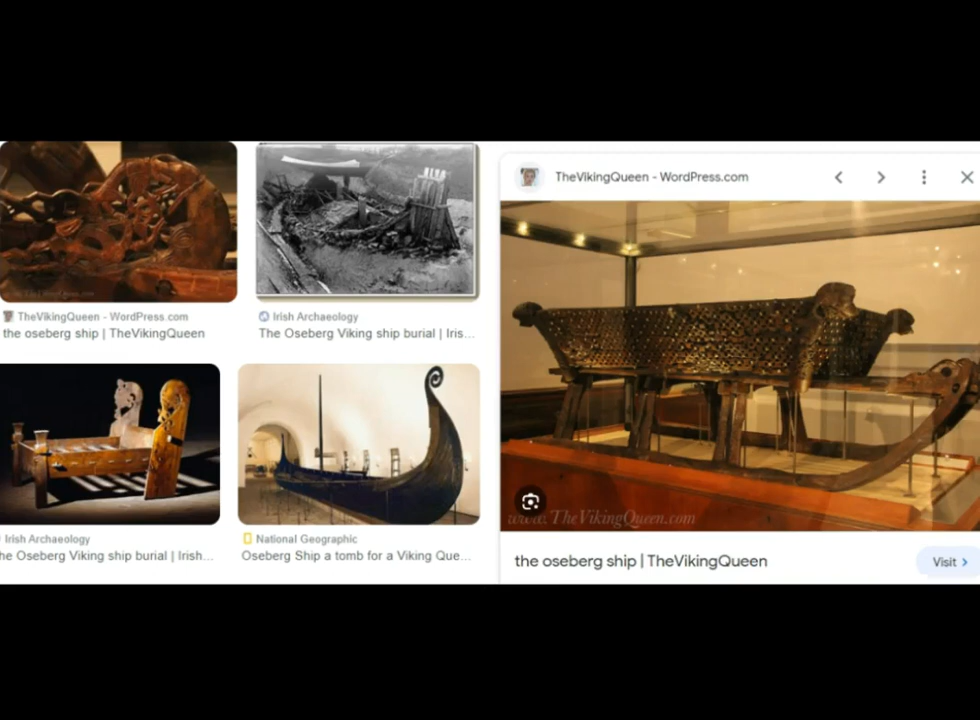 TheVikingQueen - WordPress.com
the oseberg ship | TheVikingQueen
Irish Archaeology
The Oseberg Viking ship burial | Iris...
Irish Archaeology
he Oseberg Viking ship burial | Irish...
National Geographic
Oseberg Ship a tomb for a Viking Que...
TheVikingQueen - WordPress.com
www.TheVikingQueen.com
the oseberg ship | TheVikingQueen
Visit